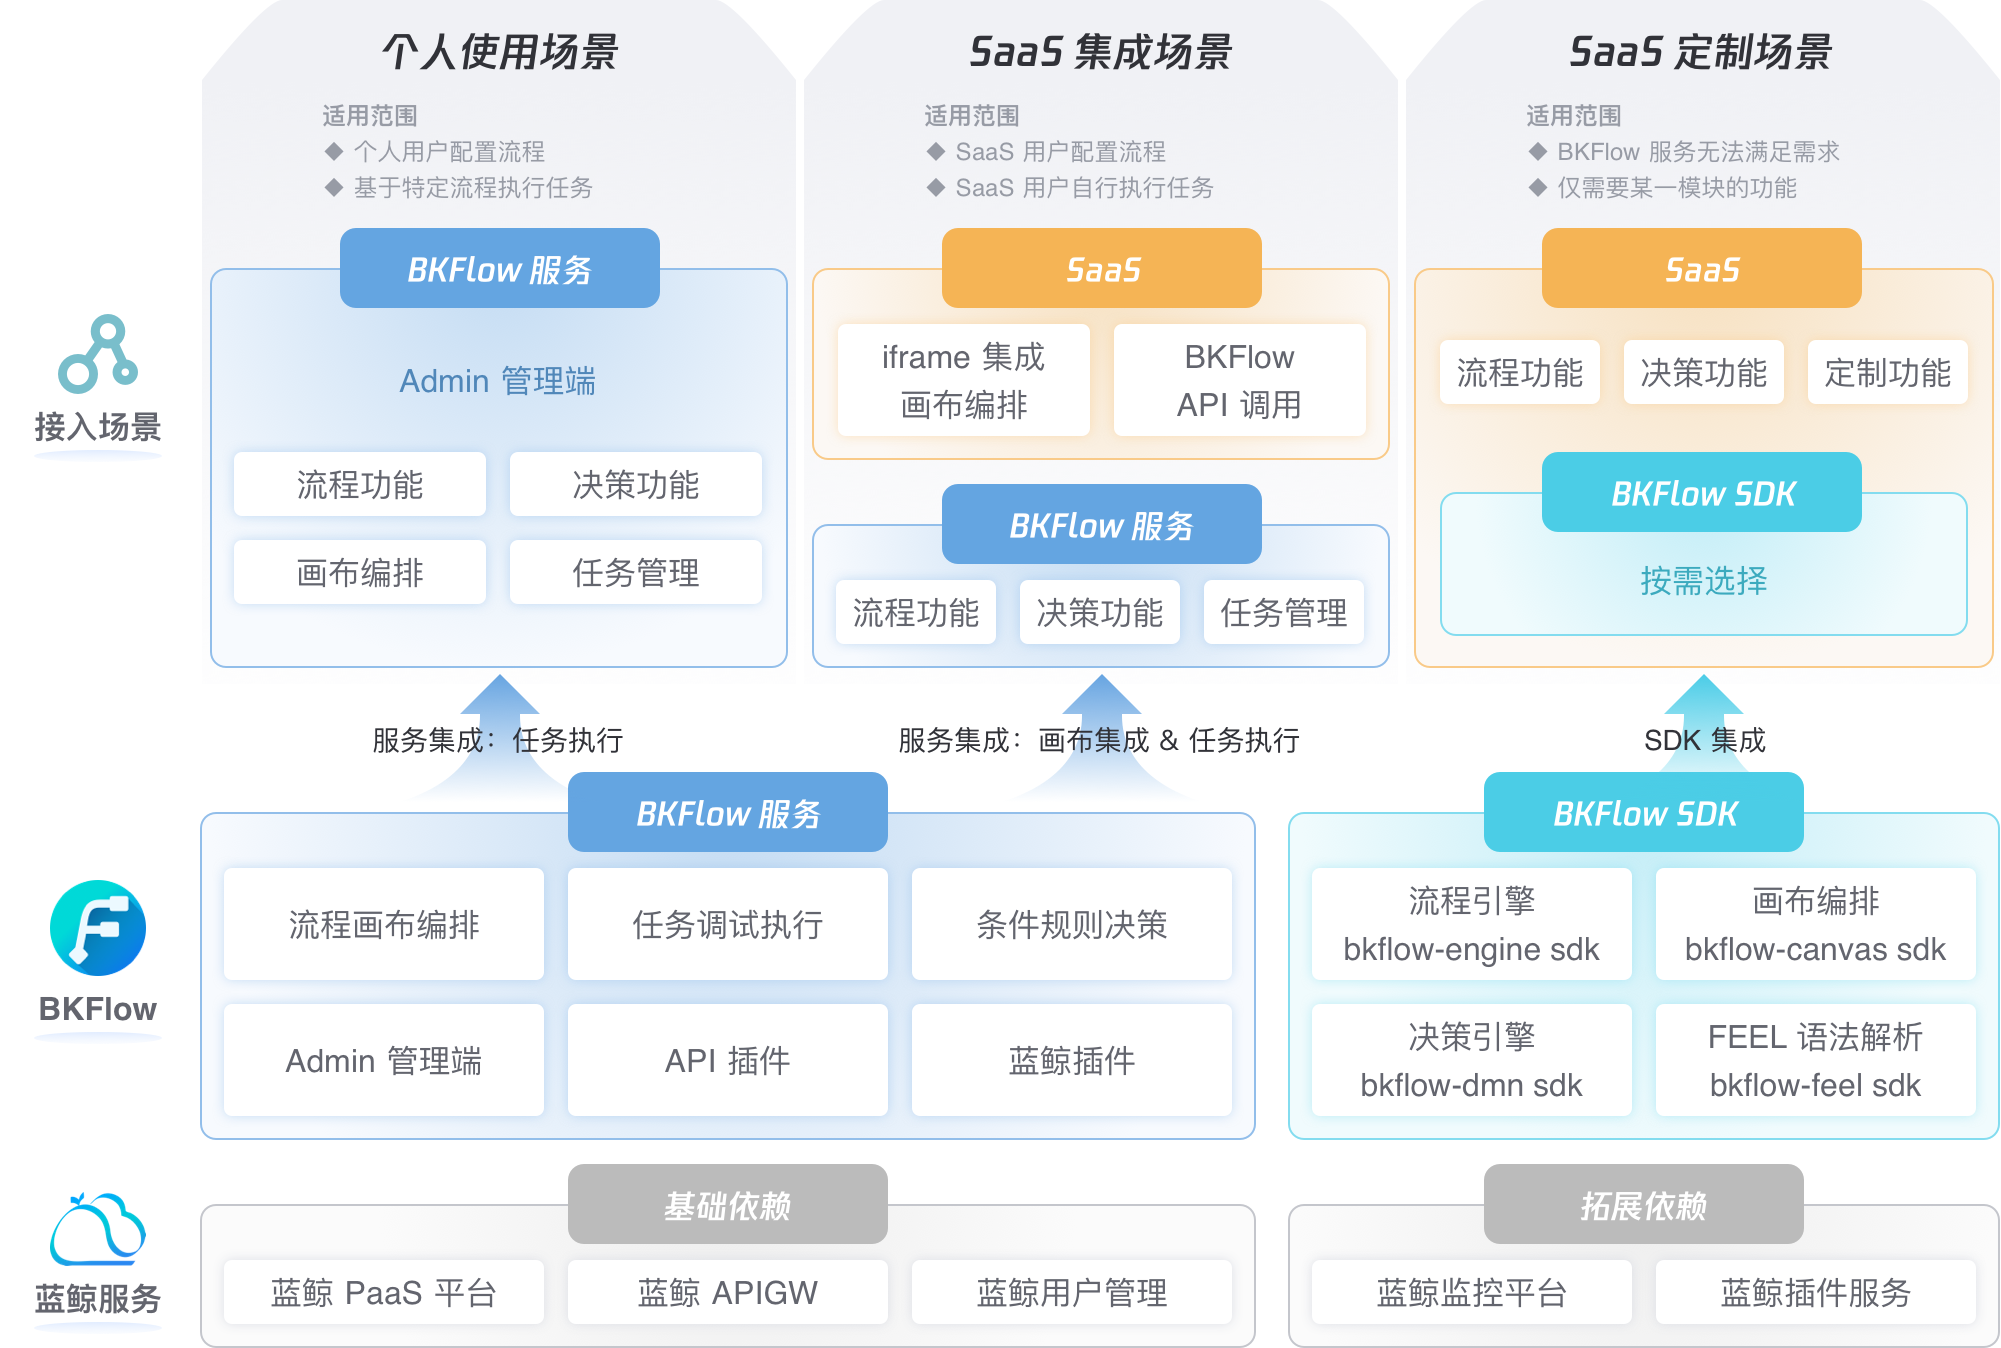 个人使用场景
适用范围
个人用户配置流程
基于特定流程执行任务
BKFlow 服务
Admin 管理端
流程功能
决策功能
画布编排
任务管理
SaaS 集成场景
适用范围
SaaS 用户配置流程
SaaS 用户自行执行任务
SaaS
iframe 集成
画布编排
BKFlow
API 调用
BKFlow 服务
流程功能
决策功能
任务管理
SaaS 定制场景
适用范围
BKFlow 服务无法满足需求
仅需要某一模块的功能
SaaS
流程功能
决策功能
定制功能
BKFlow SDK
按需选择
接入场景
服务集成：任务执行
服务集成：画布集成 & 任务执行
SDK 集成
BKFlow
BKFlow 服务
流程画布编排
任务调试执行
条件规则决策
Admin 管理端
API 插件
蓝鲸插件
BKFlow SDK
流程引擎
bkflow-engine sdk
画布编排
bkflow-canvas sdk
决策引擎
bkflow-dmn sdk
FEEL 语法解析
bkflow-feel sdk
蓝鲸服务
基础依赖
蓝鲸 PaaS 平台
蓝鲸 APIGW
蓝鲸用户管理
拓展依赖
蓝鲸监控平台
蓝鲸插件服务